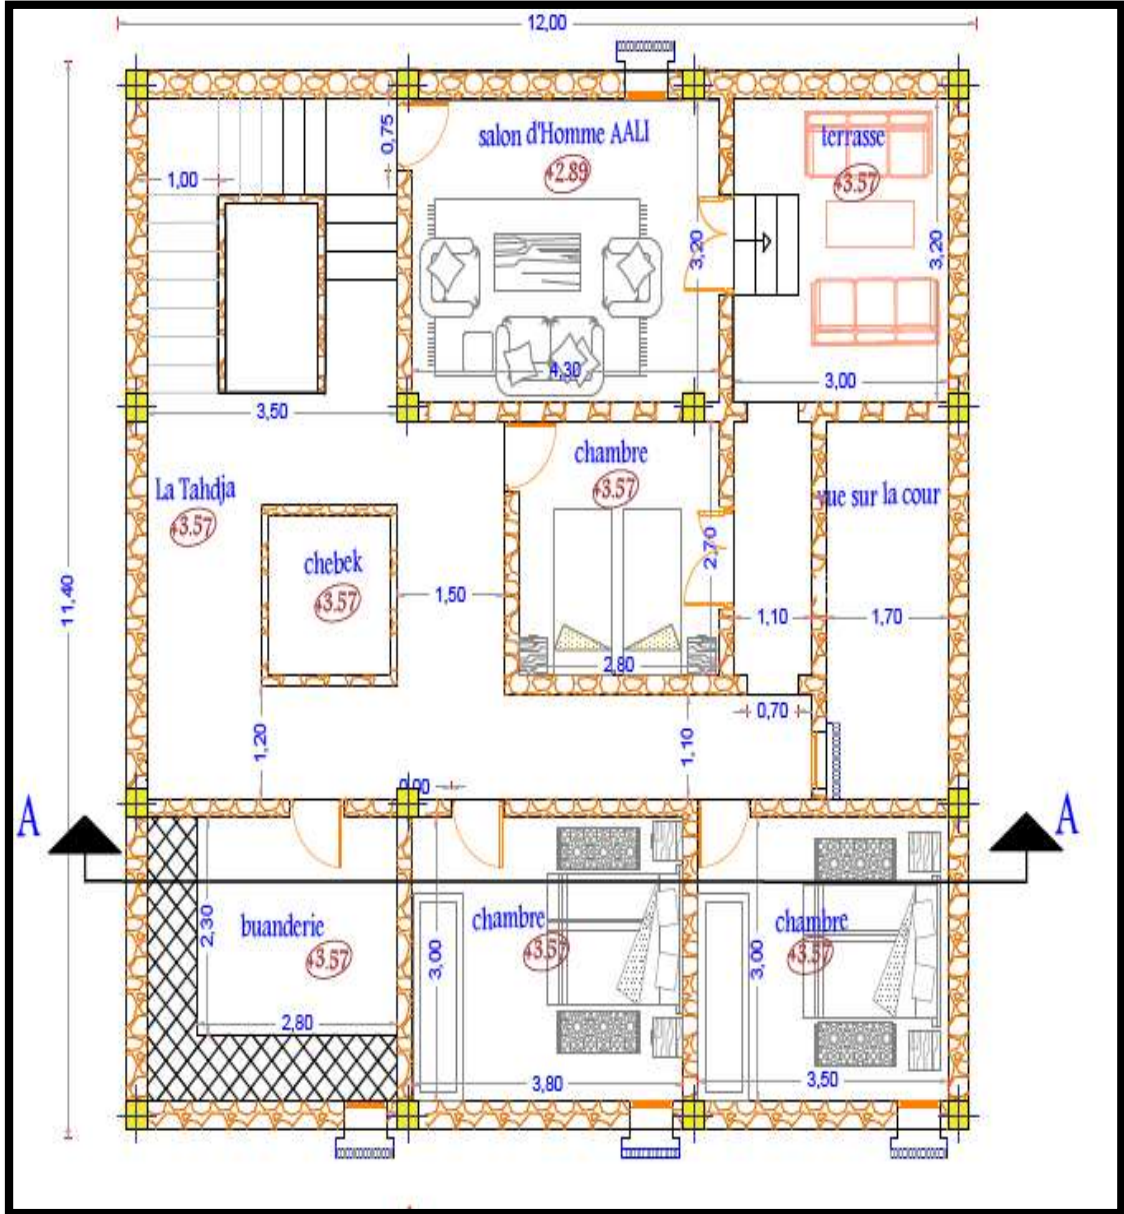 12,00
0,75
salon d'Homme AALI
+2.89
terrasse
+3.57
1,00
3,20
3,20
4,30
3,00
3,50
chambre
+3.57
La Tahdja
+3.57
vue sur la cour
chebek
+3.57
2,70
1,50
11,40
1,10
1,70
2,80
0,70
1,20
1,10
A
A
2,30
buanderie
+3.57
chambre
+3.57
chambre
+3.57
3,00
3,00
2,80
3,80
3,50